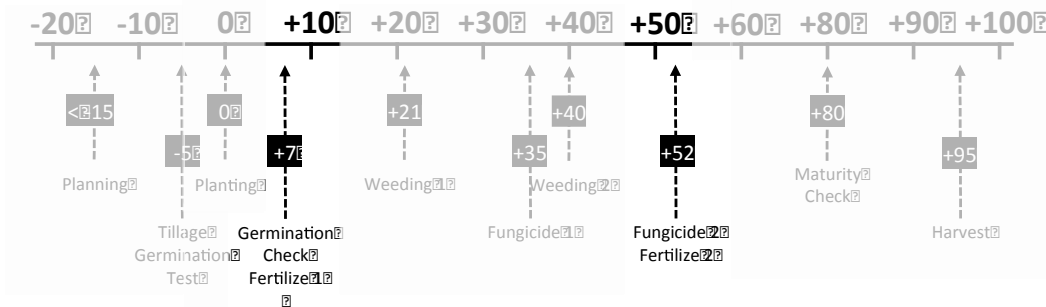 -20 -10 0 +10 +20 +30 +40 +50 +60 +80 +90 +100
<-15 0 +21 +40 +80
-5 +7 +35 +52 +95
Planning Planting Weeding 1 Weeding 2 Maturity
Check
Tillage
Germination
Test
Germination
Check
Fertilize 1
Fungicide 1
Fungicide 2
Fertilize 2
Harvest